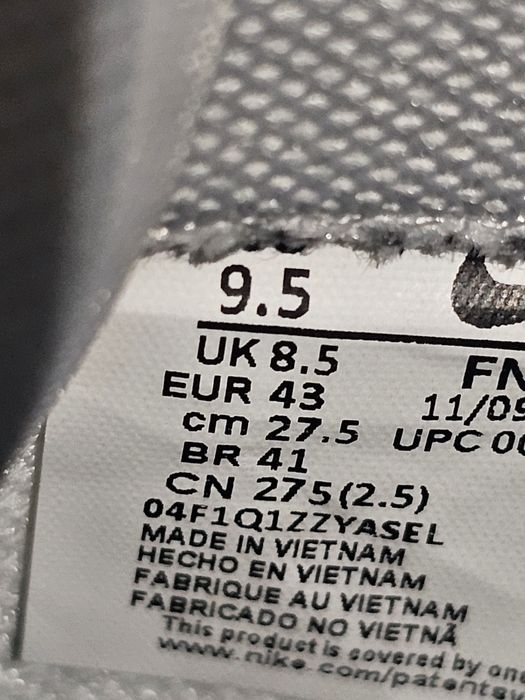 9.5
UK 8.5 FN
EUR 43 11/09
cm 27.5 UPC 00
BR 41
CN 275(2.5)
04F1Q1ZZYASEL
MADE IN VIETNAM
HECHO EN VIETNAM
FABRIQUE AU VIETNAM
FABRICADO NO VIETNÃ
This product is covered by one
www.nike.com/patents